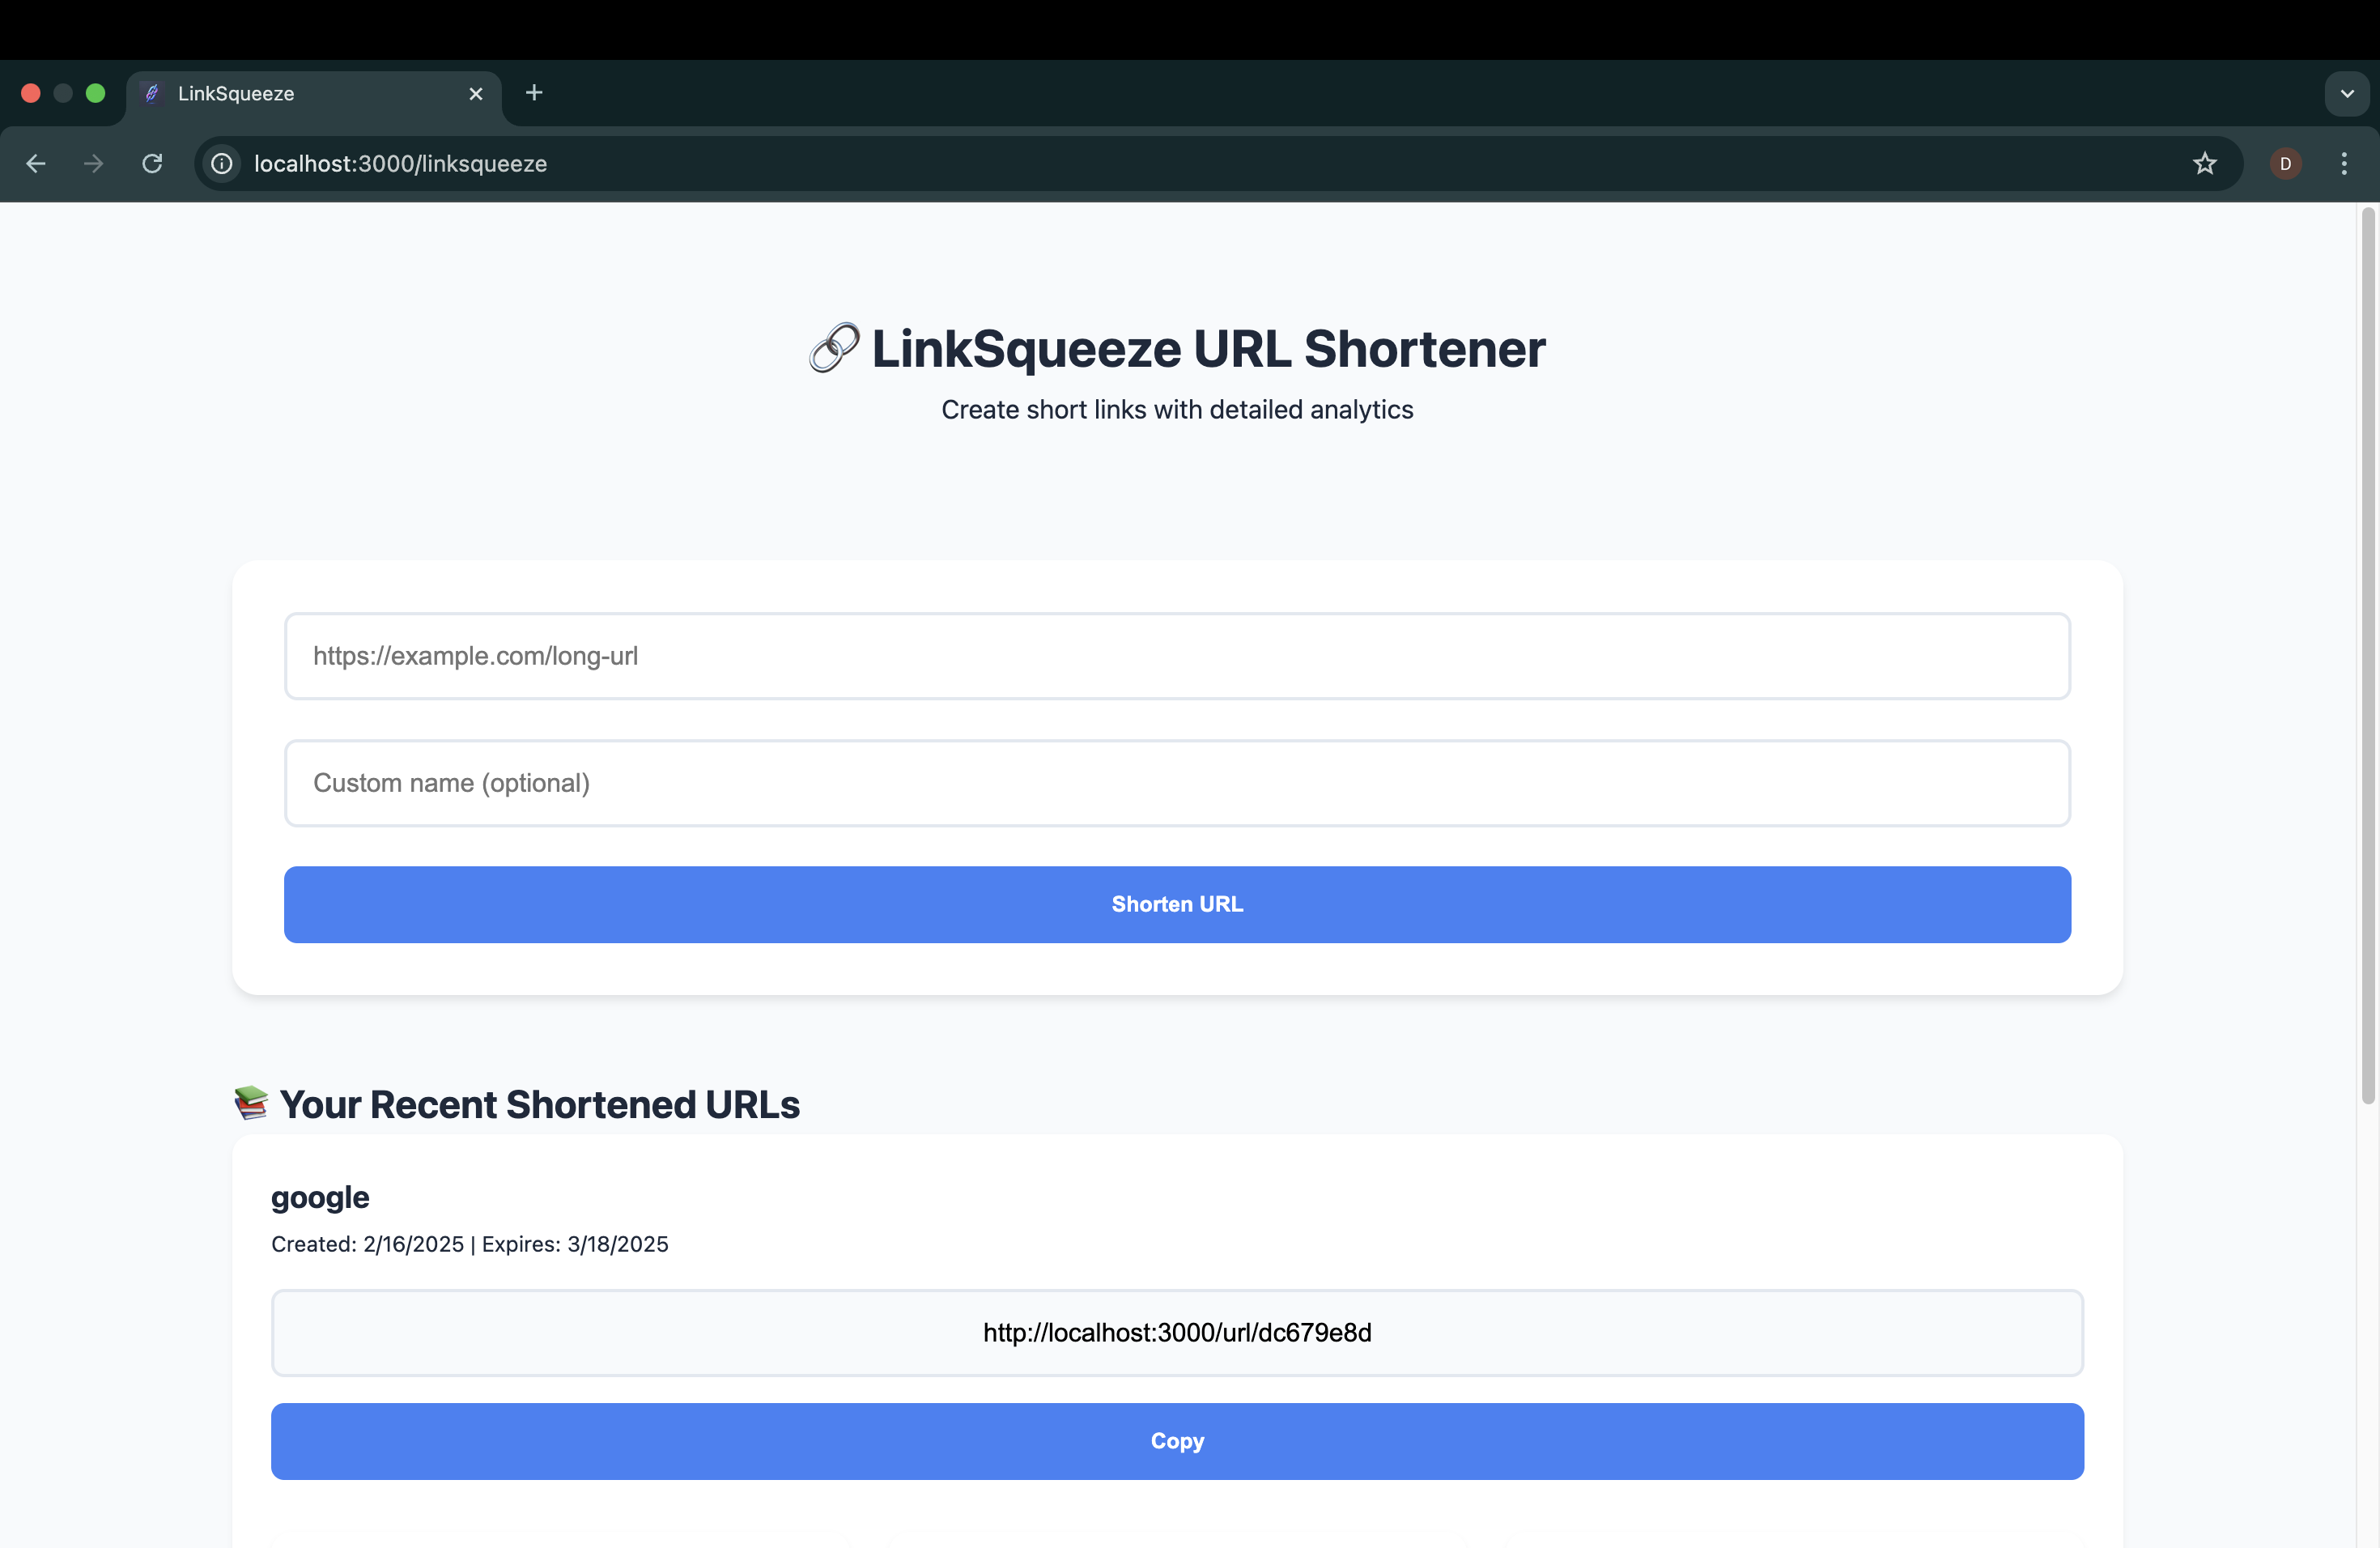 LinkSqueeze
localhost:3000/linksqueeze
D
LinkSqueeze URL Shortener
Create short links with detailed analytics
https://example.com/long-url
Custom name (optional)
Shorten URL
Your Recent Shortened URLs
google
Created: 2/16/2025 | Expires: 3/18/2025
http://localhost:3000/url/dc679e8d
Copy